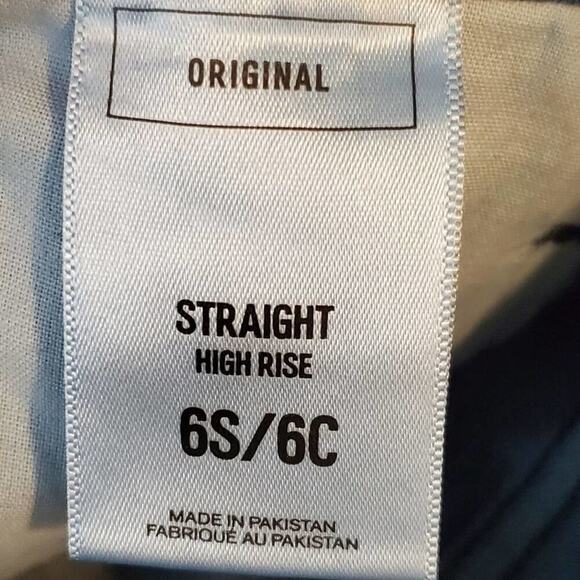 ORIGINAL
STRAIGHT
HIGH RISE
6S/6C
MADE IN PAKISTAN
FABRIQUÉ AU PAKISTAN